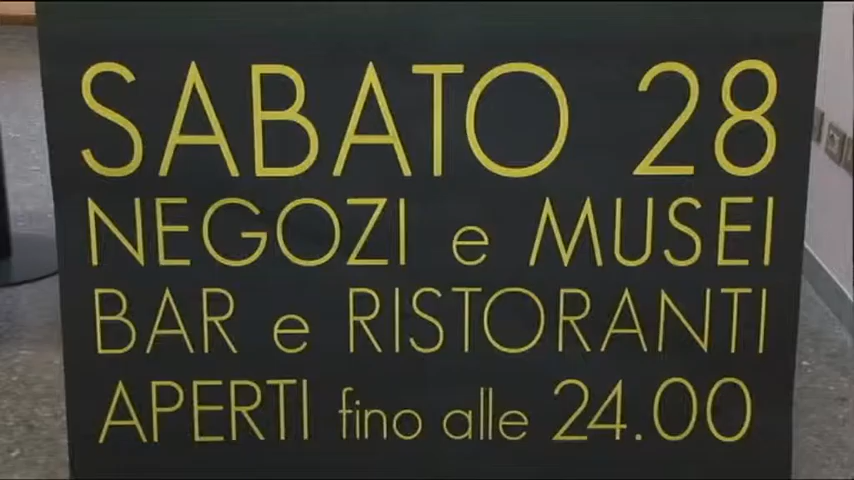 SABATO 28
NEGOZI e MUSEI
BAR e RISTORANTI
APERTI fino alle 24.00